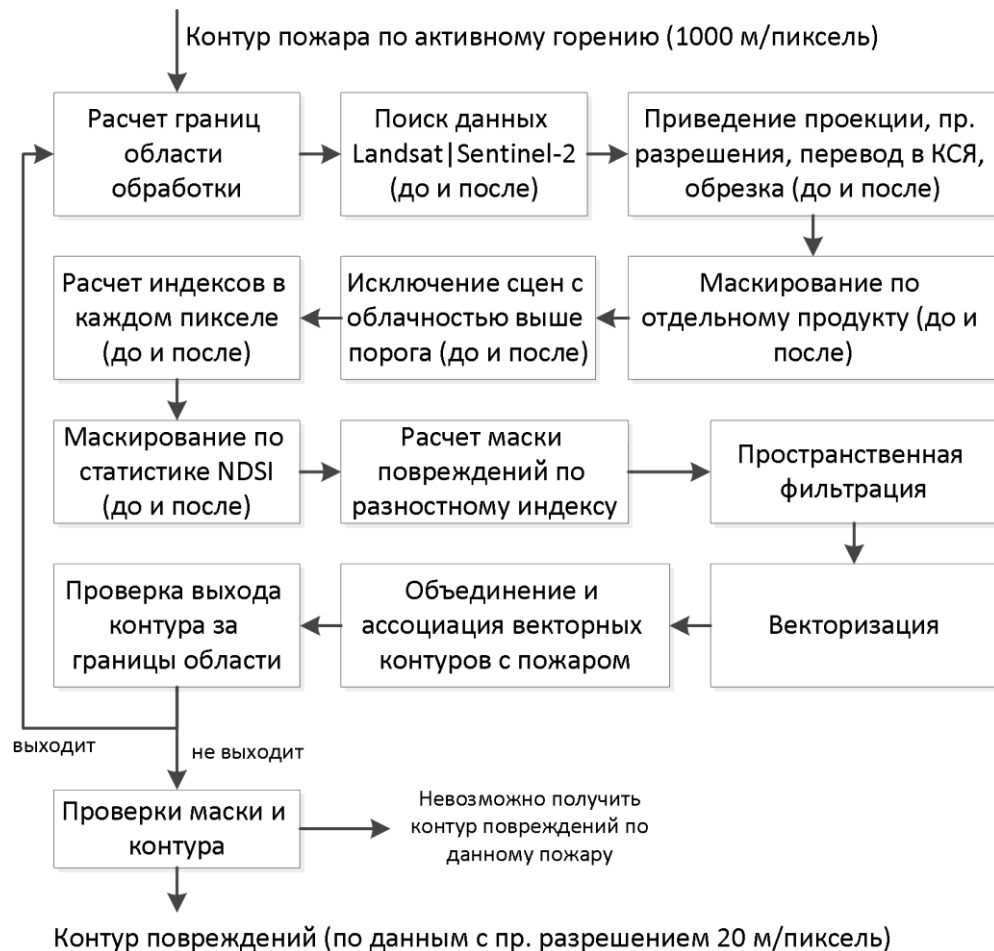 Контур пожара по активному горению (1000 м/пиксель)
Расчет границ
области
обработки
Поиск данных
Landsat|Sentinel-2
(до и после)
Приведение проекции, пр.
разрешения, перевод в КСЯ,
обрезка (до и после)
Маскирование по
отдельному продукту (до и
после)
Исключение сцен с
облачностью выше
порога (до и после)
Расчет индексов в
каждом пикселе
(до и после)
Маскирование по
статистике NDSI
(до и после)
Расчет маски
повреждений по
разностному индексу
Пространственная
фильтрация
Векторизация
Объединение и
ассоциация векторных
контуров с пожаром
Проверка выхода
контура за
границы области
выходит
не выходит
Проверки маски и
контура
Невозможно получить
контур повреждений по
данному пожару
Контур повреждений (по данным с пр. разрешением 20 м/пиксель)